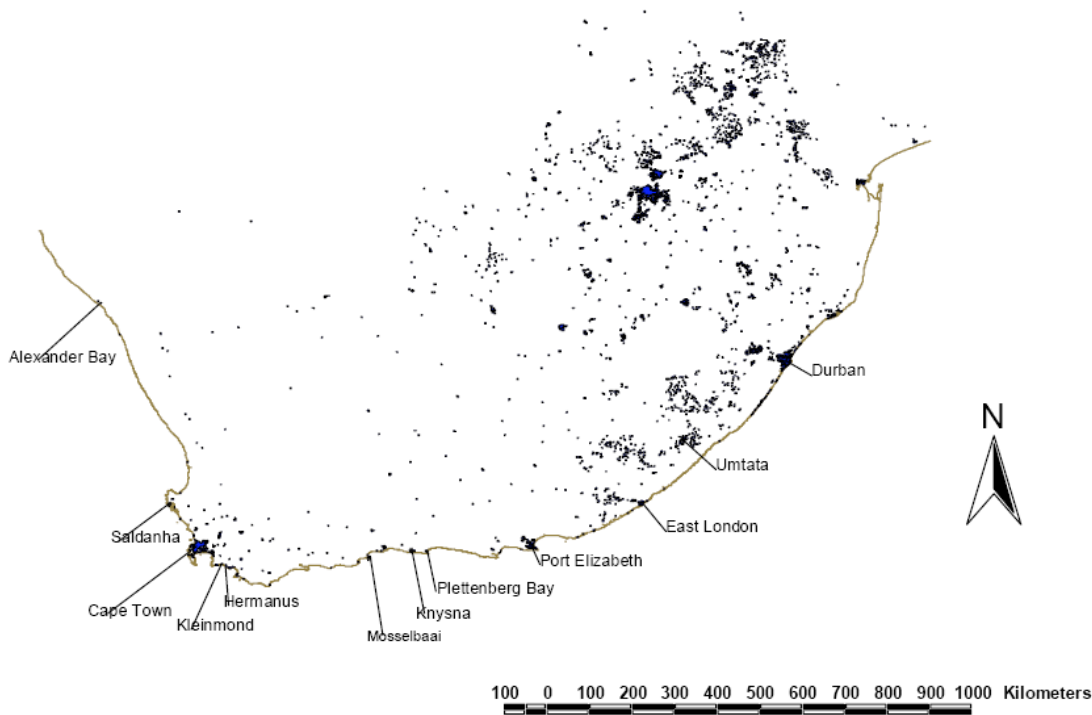 N
Alexander Bay
Durban
Umtata
East London
Saldanha
Port Elizabeth
Plettenberg Bay
Hermanus
Cape Town
Knysna
Kleinmond
Mosselbaai
100 0 100 200 300 400 500 600 700 800 900 1000 Kilometers